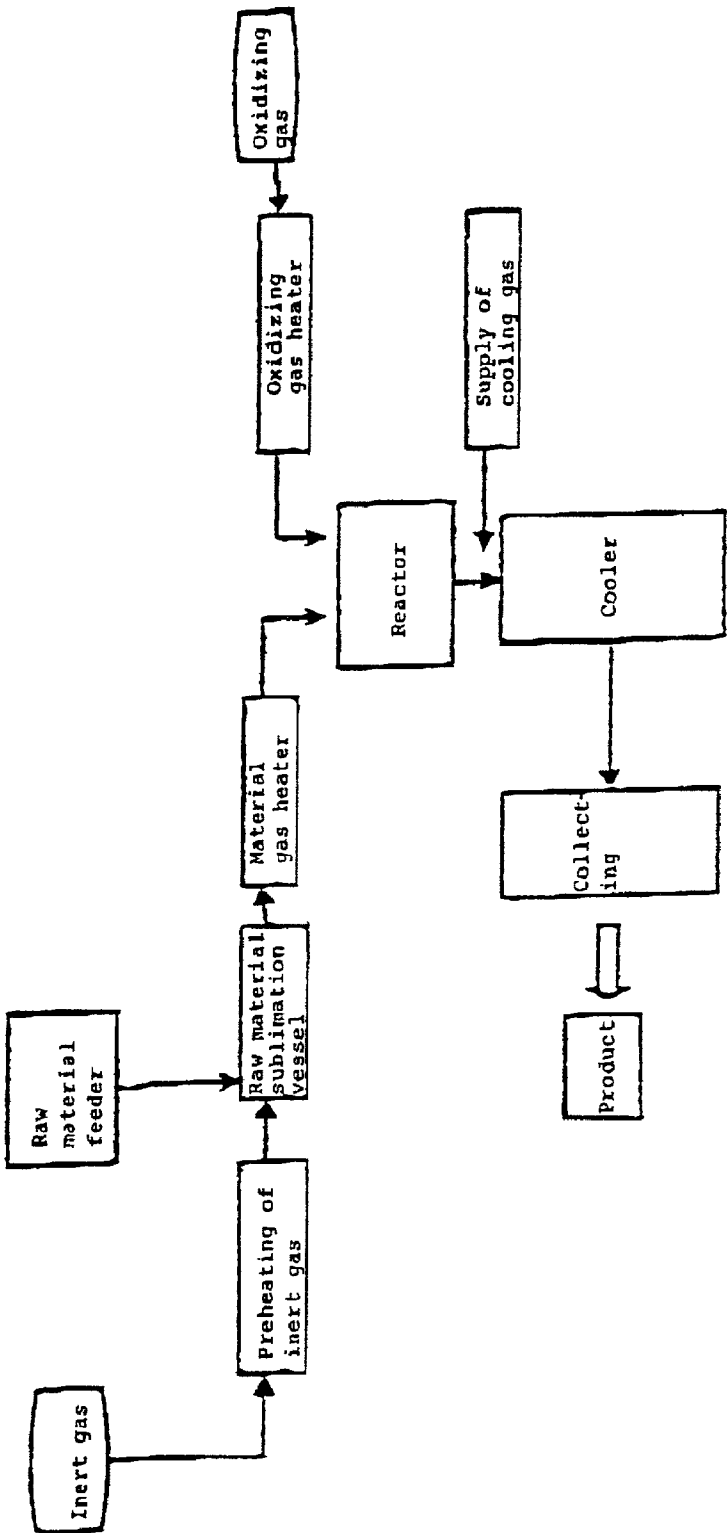 Inert gas
Preheating of
inert gas
Raw
material
feeder
Raw material
sublimation
vessel
Material
gas heater
Oxidizing
gas heater
Oxidizing
gas
Reactor
Supply of
cooling gas
Cooler
Collect-
ing
Product